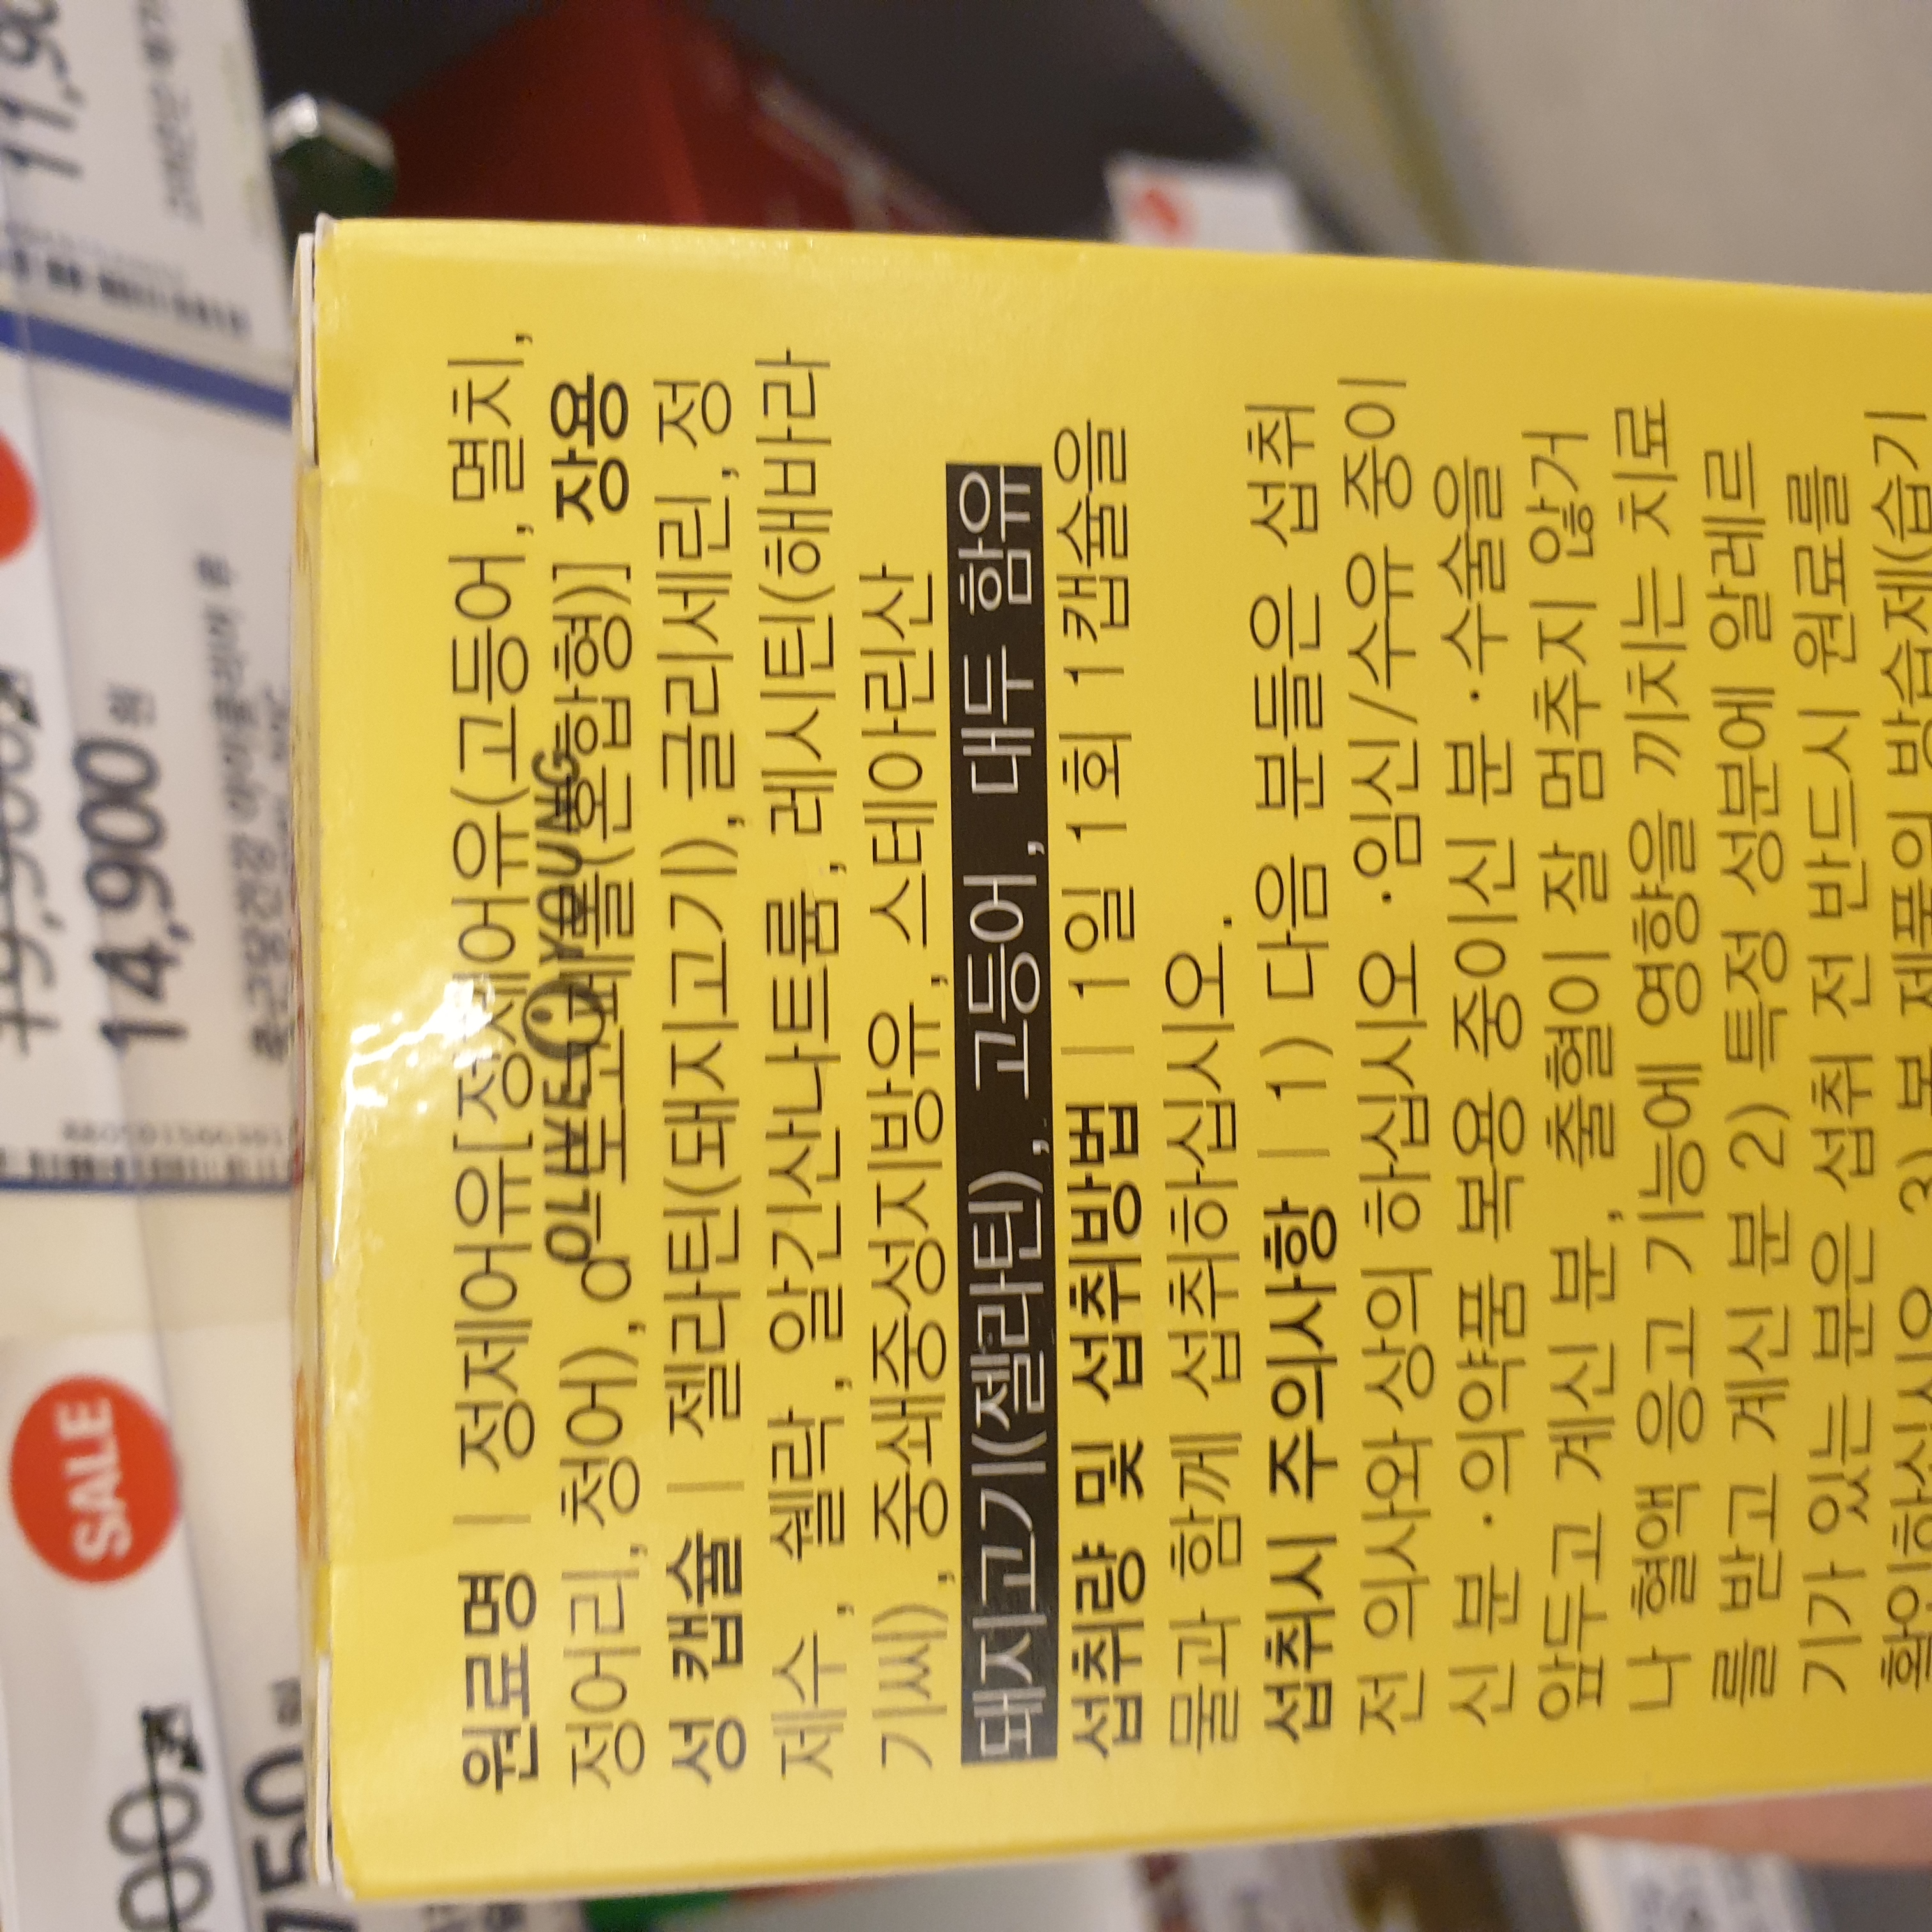 SALE
19,900원
14,900원
11,90
00
750원
종근당건강 아이클리어 루
원료명 | 정제어유[정제어유(고등어, 멸치,
OLIVE YOUNG
정어리, 청어), d-토코페롤(혼합형)] 장용
성 캡슐 | 젤라틴(돼지고기), 글리세린, 정
제수, 쉘락, 알긴산나트륨, 레시틴(해바라
기씨), 중쇄중성지방유, 스테아린산
돼지고기(젤라틴), 고등어, 대두 함유
섭취량 및 섭취방법 | 1일 1회 1캡슐을
물과 함께 섭취하십시오.
섭취시 주의사항 | 1) 다음 분들은 섭취
전 의사와 상의 하십시오 ·임신/수유 중이
신 분 ·의약품 복용 중이신 분 ·수술을
앞두고 계신 분, 출혈이 잘 멈추지 않거
나 혈액 응고 기능에 영향을 끼치는 치료
를 받고 계신 분 2) 특정 성분에 알레르
기가 있는 분은 섭취 전 반드시 원료를
확인하십시오. 3) 본 제품의 방습제(습기